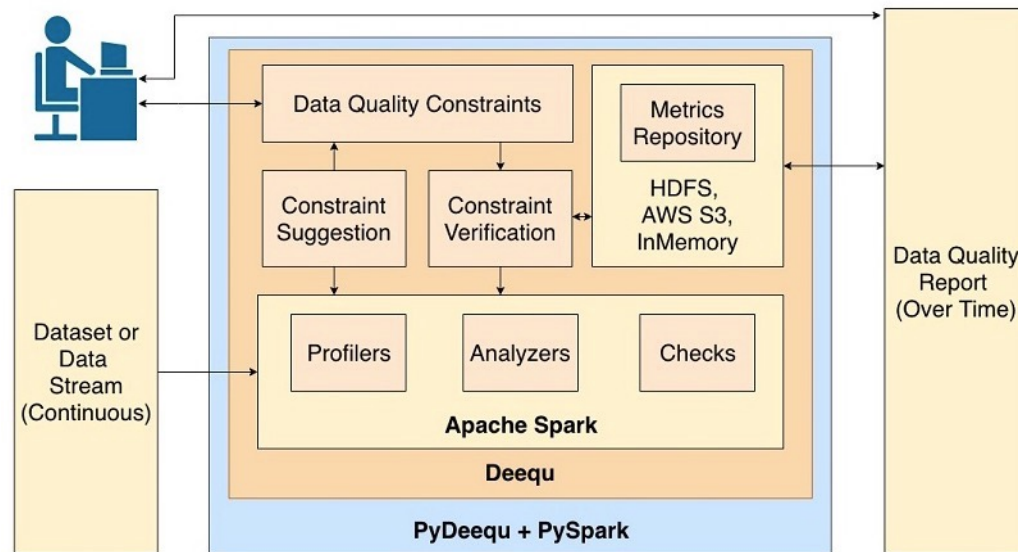 Data Quality Constraints
Metrics
Repository
HDFS,
AWS S3,
InMemory
Constraint
Suggestion
Constraint
Verification
Data Quality
Report
(Over Time)
Dataset or
Data
Stream
(Continuous)
Profilers
Analyzers
Checks
Apache Spark
Deequ
PyDeequ + PySpark